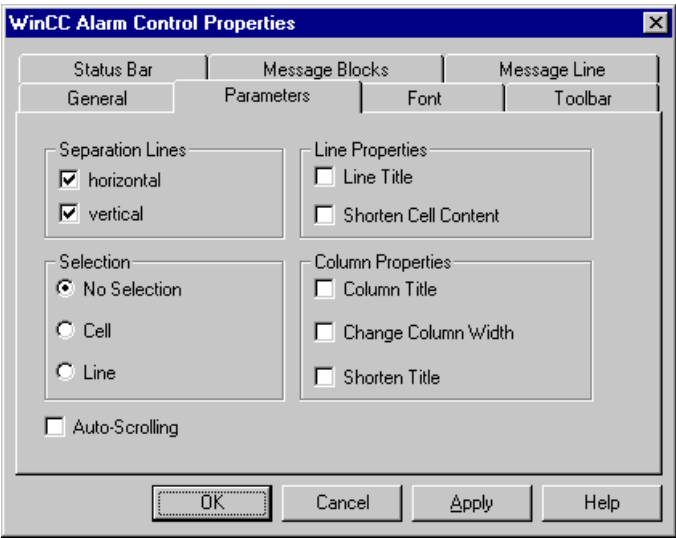 WinCC Alarm Control Properties
Status Bar Message Blocks Message Line
General Parameters Font Toolbar
Separation Lines
horizontal
vertical
Line Properties
Line Title
Shorten Cell Content
Selection
No Selection
Cell
Line
Column Properties
Column Title
Change Column Width
Shorten Title
Auto-Scrolling
OK Cancel Apply Help